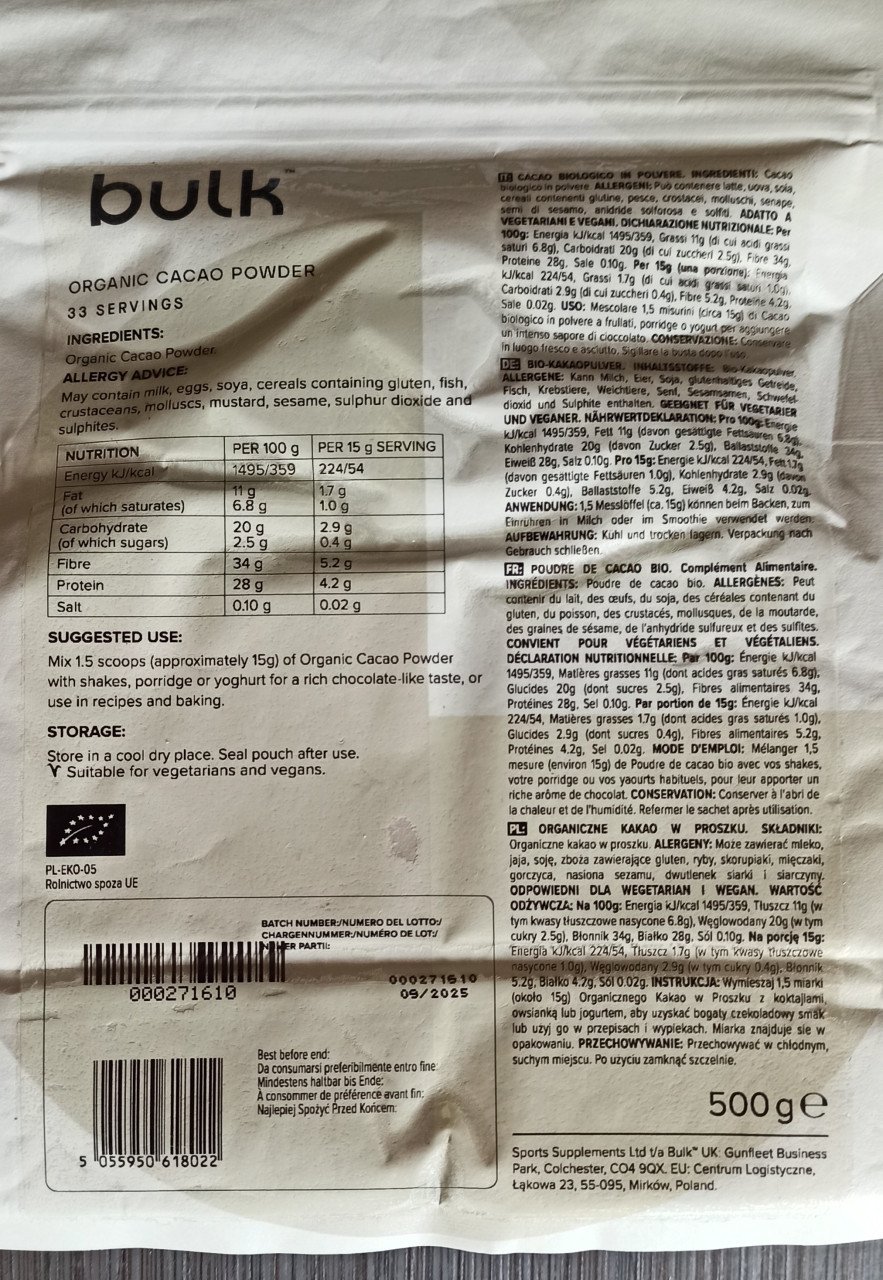 bulk™
ORGANIC CACAO POWDER
33 SERVINGS
INGREDIENTS:
Organic Cacao Powder.
ALLERGY ADVICE:
May contain milk, eggs, soya, cereals containing gluten, fish,
crustaceans, molluscs, mustard, sesame, sulphur dioxide and
sulphites.
NUTRITION PER 100 g PER 15 g SERVING
Energy kJ/kcal 1495/359 224/54
Fat 11 g 1.7 g
(of which saturates) 6.8 g 1.0 g
Carbohydrate 20 g 2.9 g
(of which sugars) 2.5 g 0.4 g
Fibre 34 g 5.2 g
Protein 28 g 4.2 g
Salt 0.10 g 0.02 g
SUGGESTED USE:
Mix 1.5 scoops (approximately 15g) of Organic Cacao Powder
with shakes, porridge or yoghurt for a rich chocolate-like taste, or
use in recipes and baking.
STORAGE:
Store in a cool dry place. Seal pouch after use.
Suitable for vegetarians and vegans.
PL-EKO-05
Rolnictwo spoza UE
BATCH NUMBER:/NUMERO DEL LOTTO:/
CHARGENNUMMER:/NUMÉRO DE LOT:/
NUMER PARTII:
000271610
000271610
09/2025
Best before end:
Da consumarsi preferibilmente entro fine:
Mindestens haltbar bis Ende:
À consommer de préférence avant fin:
Najlepiej Spożyć Przed Końcem:
5 055950 618022
IT: CACAO BIOLOGICO IN POLVERE. INGREDIENTI: Cacao
biologico in polvere ALLERGENI: Può contenere latte, uova, soia,
cereali contenenti glutine, pesce, crostacei, molluschi, senape,
semi di sesamo, anidride solforosa e solfiti. ADATTO A
VEGETARIANI E VEGANI. DICHIARAZIONE NUTRIZIONALE: Per
100g: Energia kJ/kcal 1495/359, Grassi 11g (di cui acidi grassi
saturi 6.8g), Carboidrati 20g (di cui zuccheri 2.5g), Fibre 34g,
Proteine 28g, Sale 0.10g. Per 15g (una porzione): Energia
kJ/kcal 224/54, Grassi 1.7g (di cui acidi grassi saturi 1.0g),
Carboidrati 2.9g (di cui zuccheri 0.4g), Fibre 5.2g, Proteine 4.2g,
Sale 0.02g. USO: Mescolare 1,5 misurini (circa 15g) di Cacao
biologico in polvere a frullati, porridge o yogurt per aggiungere
un'intenso sapore di cioccolato. CONSERVAZIONE: Conservare
in luogo fresco e asciutto. Sigillare la busta dopo l'uso.
DE: BIO-KAKAOPULVER. INHALTSSTOFFE: Bio-Kakaopulver.
ALLERGENE: Kann Milch, Eier, Soja, glutenhaltiges Getreide,
Fisch, Krebstiere, Weichtiere, Senf, Sesamsamen, Schwefel-
dioxid und Sulphite enthalten. GEEIGNET FÜR VEGETARIER
UND VEGANER. NÄHRWERTDEKLARATION: Pro 100g: Energie
kJ/kcal 1495/359, Fett 11g (davon gesättigte Fettsäuren 6.8g),
Kohlenhydrate 20g (davon Zucker 2.5g), Ballaststoffe 34g,
Eiweiß 28g, Salz 0.10g. Pro 15g: Energie kJ/kcal 224/54, Fett 1.7g
(davon gesättigte Fettsäuren 1.0g), Kohlenhydrate 2.9g (davon
Zucker 0.4g), Ballaststoffe 5.2g, Eiweiß 4.2g, Salz 0.02g.
ANWENDUNG: 1,5 Messlöffel (ca. 15g) können beim Backen, zum
Einrühren in Milch oder im Smoothie verwendet werden.
AUFBEWAHRUNG: Kühl und trocken lagern. Verpackung nach
Gebrauch schließen.
FR: POUDRE DE CACAO BIO. Complément Alimentaire.
INGRÉDIENTS: Poudre de cacao bio. ALLERGÈNES: Peut
contenir du lait, des œufs, du soja, des céréales contenant du
gluten, du poisson, des crustacés, mollusques, de la moutarde,
des graines de sésame, de l'anhydride sulfureux et des sulfites.
CONVIENT POUR VÉGÉTARIENS ET VÉGÉTALIENS.
DÉCLARATION NUTRITIONNELLE: Par 100g: Énergie kJ/kcal
1495/359, Matières grasses 11g (dont acides gras saturés 6.8g),
Glucides 20g (dont sucres 2.5g), Fibres alimentaires 34g,
Protéines 28g, Sel 0.10g. Par portion de 15g: Énergie kJ/kcal
224/54, Matières grasses 1.7g (dont acides gras saturés 1.0g),
Glucides 2.9g (dont sucres 0.4g), Fibres alimentaires 5.2g,
Protéines 4.2g, Sel 0.02g. MODE D'EMPLOI: Mélanger 1,5
mesure (environ 15g) de Poudre de cacao bio avec vos shakes,
votre porridge ou vos yaourts habituels, pour leur apporter un
riche arôme de chocolat. CONSERVATION: Conserver à l'abri de
la chaleur et de l'humidité. Refermer le sachet après utilisation.
PL: ORGANICZNE KAKAO W PROSZKU. SKŁADNIKI:
Organiczne kakao w proszku. ALERGENY: Może zawierać mleko,
jaja, soję, zboża zawierające gluten, ryby, skorupiaki, mięczaki,
gorczyca, nasiona sezamu, dwutlenek siarki i siarczyny.
ODPOWIEDNI DLA WEGETARIAN I WEGAN. WARTOŚĆ
ODŻYWCZA: Na 100g: Energia kJ/kcal 1495/359, Tłuszcz 11g (w
tym kwasy tłuszczowe nasycone 6.8g), Węglowodany 20g (w tym
cukry 2.5g), Błonnik 34g, Białko 28g, Sól 0.10g. Na porcję 15g:
Energia kJ/kcal 224/54, Tłuszcz 1.7g (w tym kwasy tłuszczowe
nasycone 1.0g), Węglowodany 2.9g (w tym cukry 0.4g), Błonnik
5.2g, Białko 4.2g, Sól 0.02g. INSTRUKCJA: Wymieszaj 1,5 miarki
(około 15g) Organicznego Kakao w Proszku z koktajlami,
owsianką lub jogurtem, aby uzyskać bogaty czekoladowy smak
lub użyj go w przepisach i wypiekach. Miarka znajduje się w
opakowaniu. PRZECHOWYWANIE: Przechowywać w chłodnym,
suchym miejscu. Po użyciu zamknąć szczelnie.
500g℮
Sports Supplements Ltd t/a Bulk™ UK: Gunfleet Business
Park, Colchester, CO4 9QX. EU: Centrum Logistyczne,
Łąkowa 23, 55-095, Mirków, Poland.